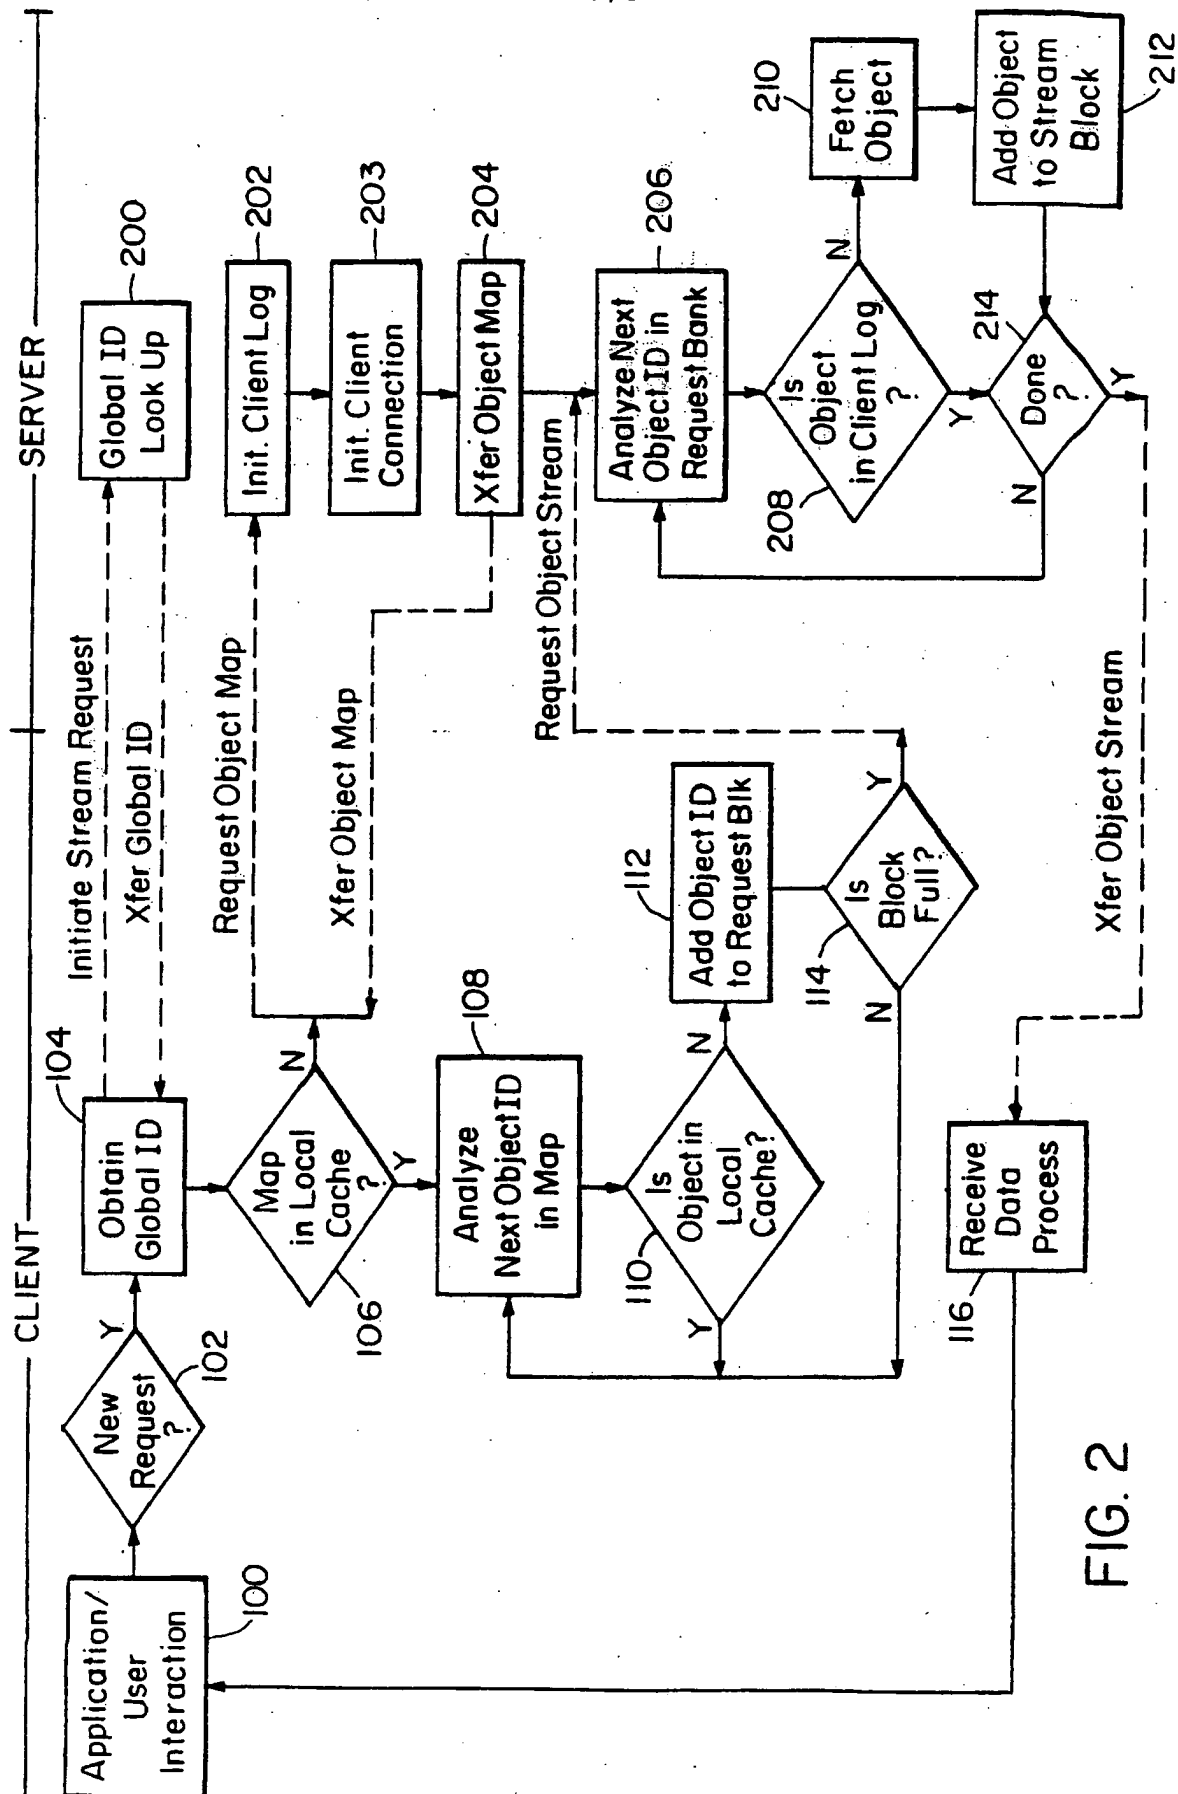 CLIENT
SERVER
Application/
User
Interaction
100
New
Request
?
102
Y
Obtain
Global ID
104
Initiate Stream Request
Xfer Global ID
Global ID
Look Up
200
Map
in Local
Cache
?
106
N
Y
Request Object Map
Xfer Object Map
Init. Client Log
202
Init. Client
Connection
203
Xfer Object Map
204
Analyze
Next Object ID
in Map
108
Is
Object in
Local
Cache?
110
Y
N
Add Object ID
to Request Blk
112
Is
Block
Full?
114
N
Y
Request Object Stream
Analyze Next
Object ID in
Request Bank
206
Is
Object
in Client Log
?
208
N
Y
Fetch
Object
210
Add Object
to Stream
Block
212
Done
?
214
N
Y
Xfer Object Stream
Receive
Data
Process
116
FIG. 2